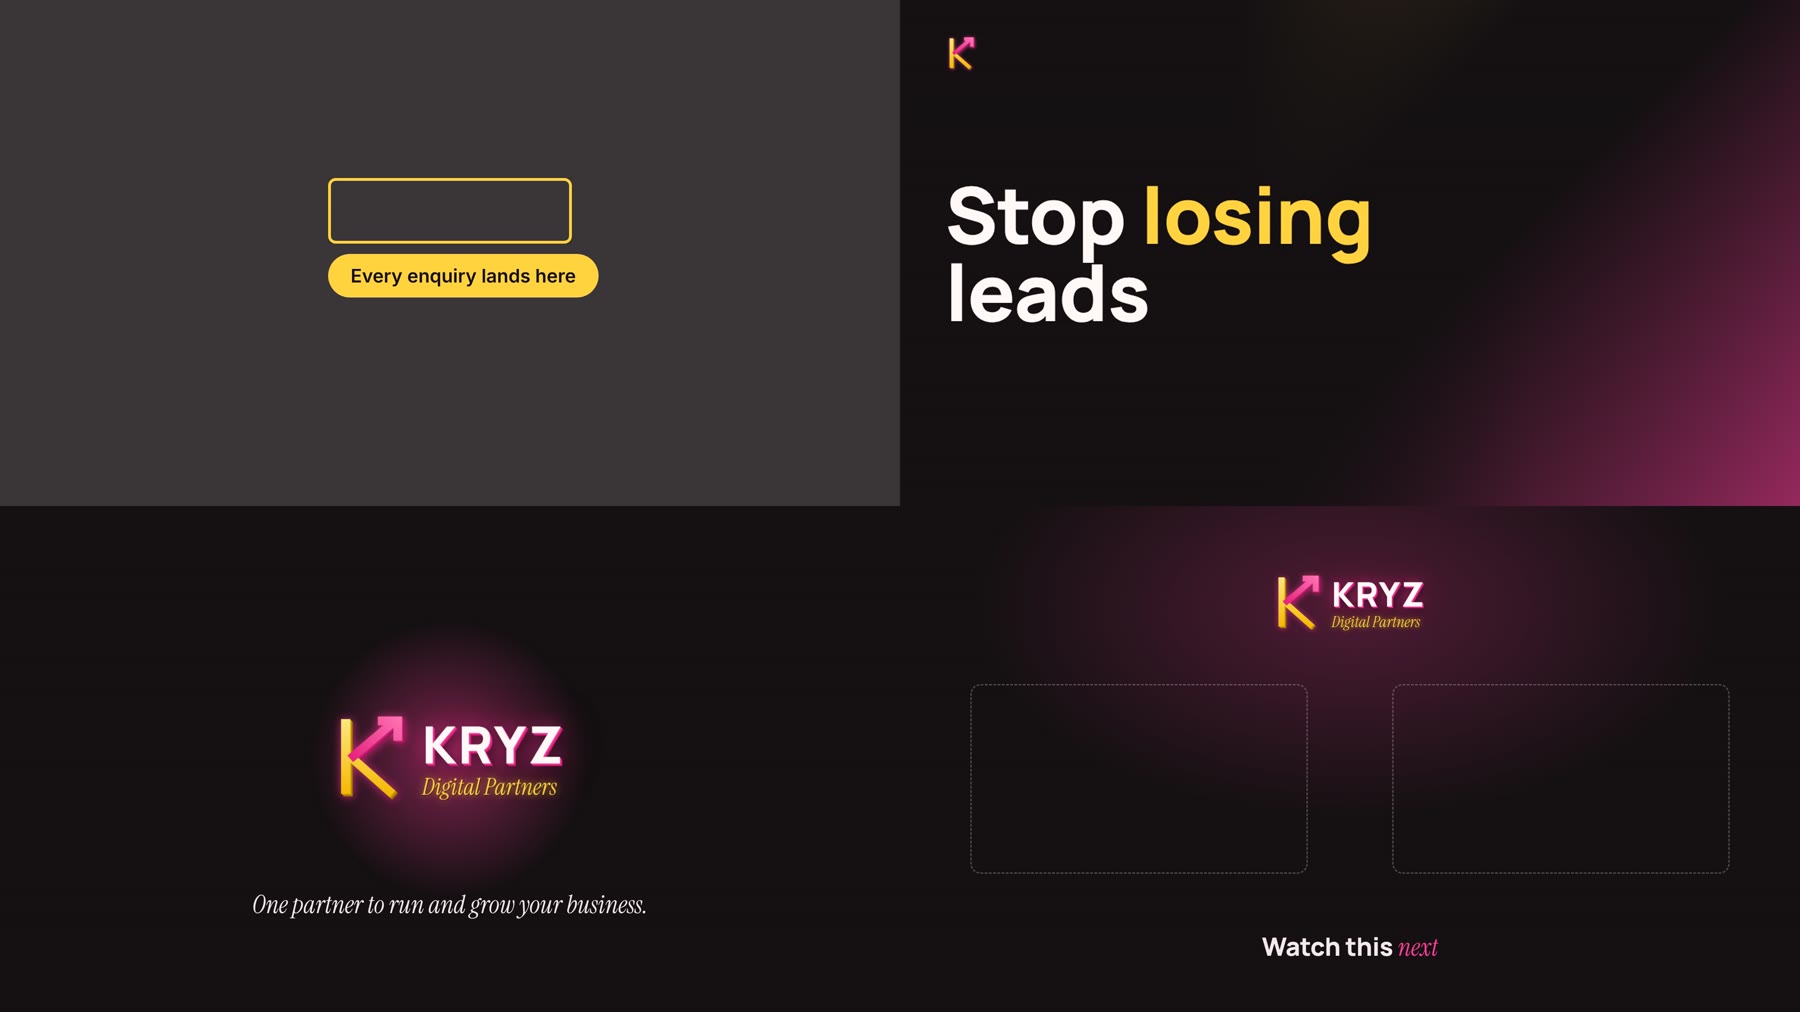 Every enquiry lands here
Stop losing
leads
KRYZ
Digital Partners
One partner to run and grow your business.
KRYZ
Digital Partners
Watch this next